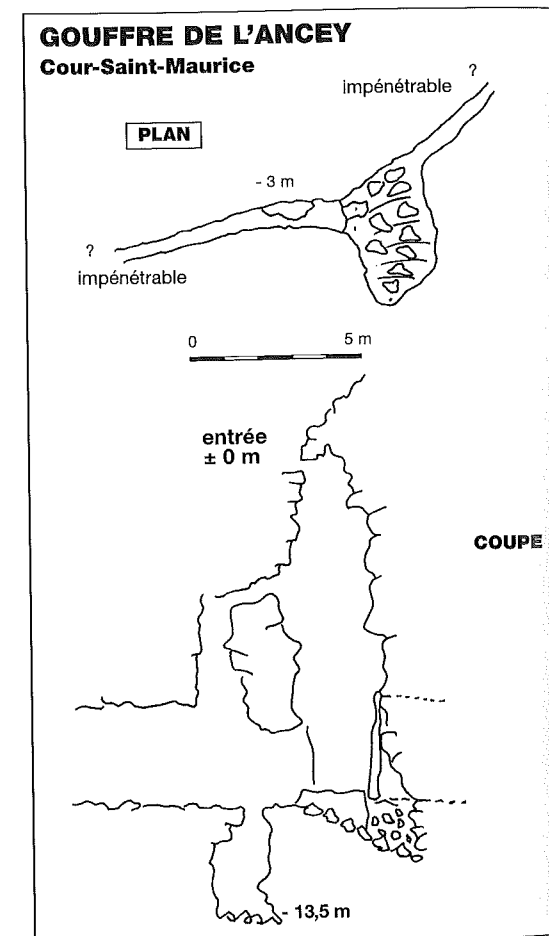 GOUFFRE DE L'ANCEY
Cour-Saint-Maurice
impénétrable ?
PLAN
- 3 m
?
impénétrable
0 5 m
entrée
± 0 m
COUPE
- 13,5 m